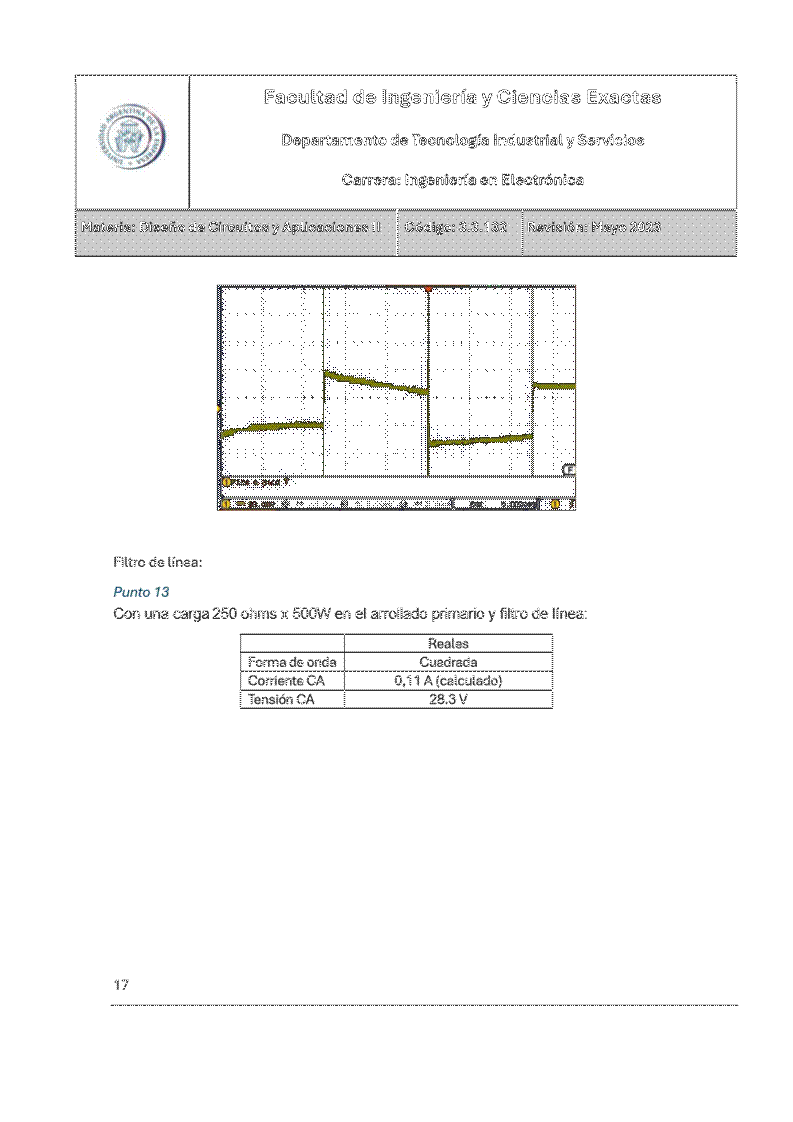 Facultad de Ingeniería y Ciencias Exactas
Departamento de Tecnología Industrial y Servicios
Carrera: Ingeniería en Electrónica
Materia: Diseño de Circuitos y Aplicaciones II
Código: 3.3.132
Revisión: Mayo 2023
Filtro de línea:
Punto 13
Con una carga 250 ohms x 500W en el arrollado primario y filtro de línea:
Reales
Forma de onda Cuadrada
Corriente CA 0,11 A (calculado)
Tensión CA 28.3 V
17